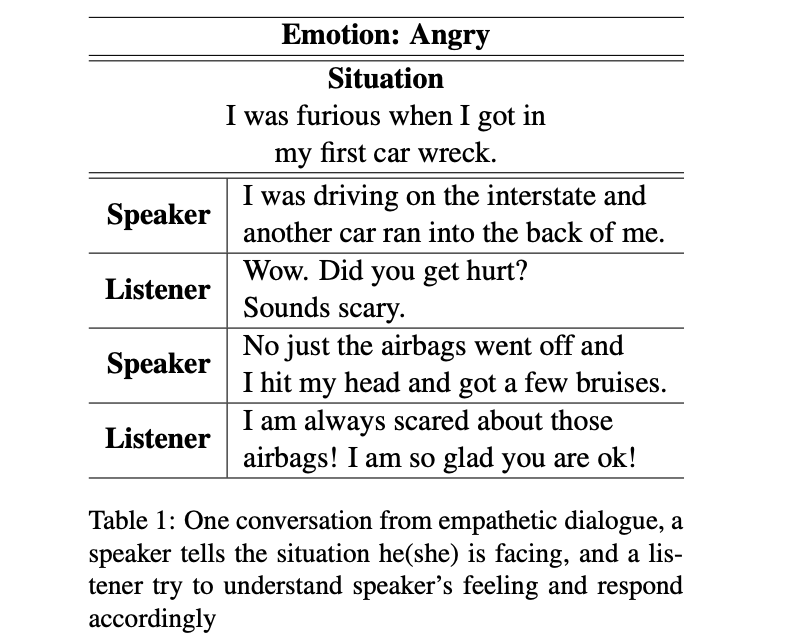 Emotion: Angry
Situation
I was furious when I got in
my first car wreck.
Speaker
I was driving on the interstate and
another car ran into the back of me.
Listener
Wow. Did you get hurt?
Sounds scary.
Speaker
No just the airbags went off and
I hit my head and got a few bruises.
Listener
I am always scared about those
airbags! I am so glad you are ok!
Table 1: One conversation from empathetic dialogue, a
speaker tells the situation he(she) is facing, and a lis-
tener try to understand speaker's feeling and respond
accordingly